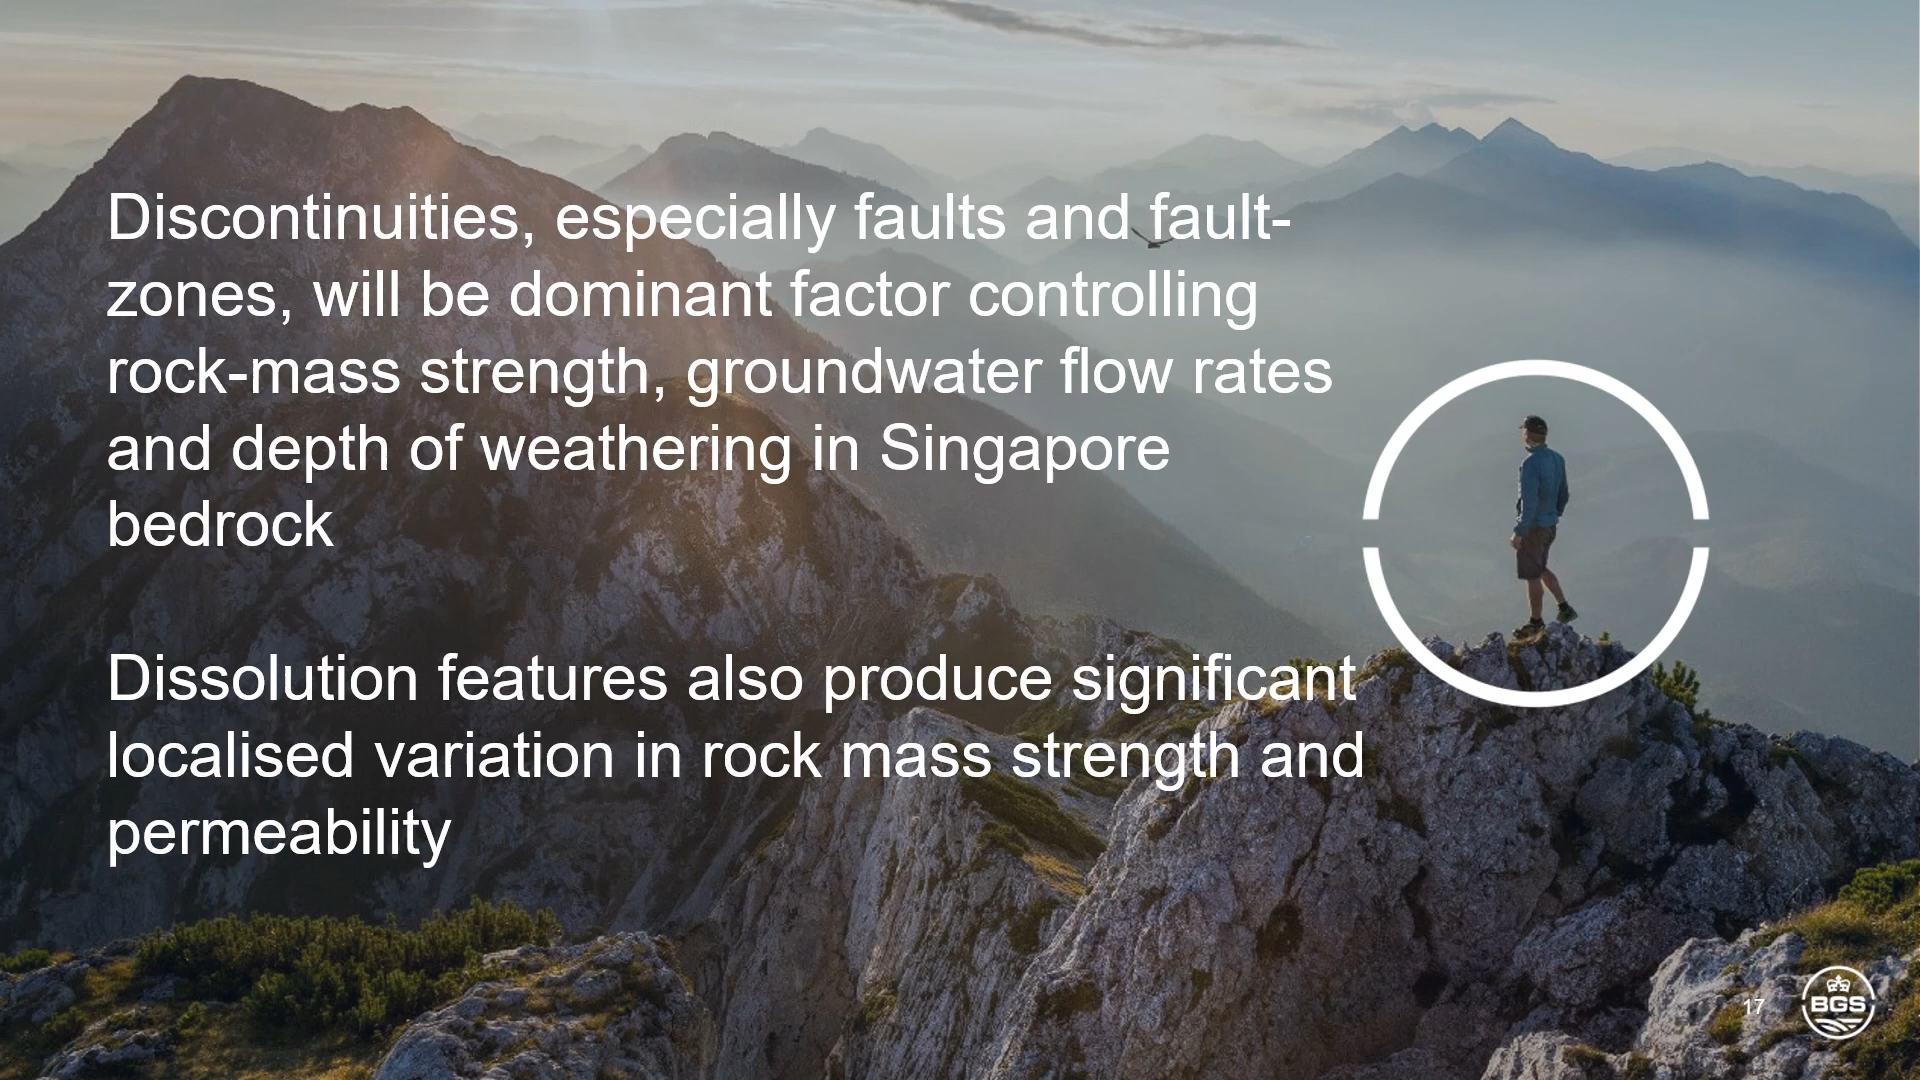 Discontinuities, especially faults and fault-
zones, will be dominant factor controlling
rock-mass strength, groundwater flow rates
and depth of weathering in Singapore
bedrock
Dissolution features also produce significant
localised variation in rock mass strength and
permeability
17
BGS